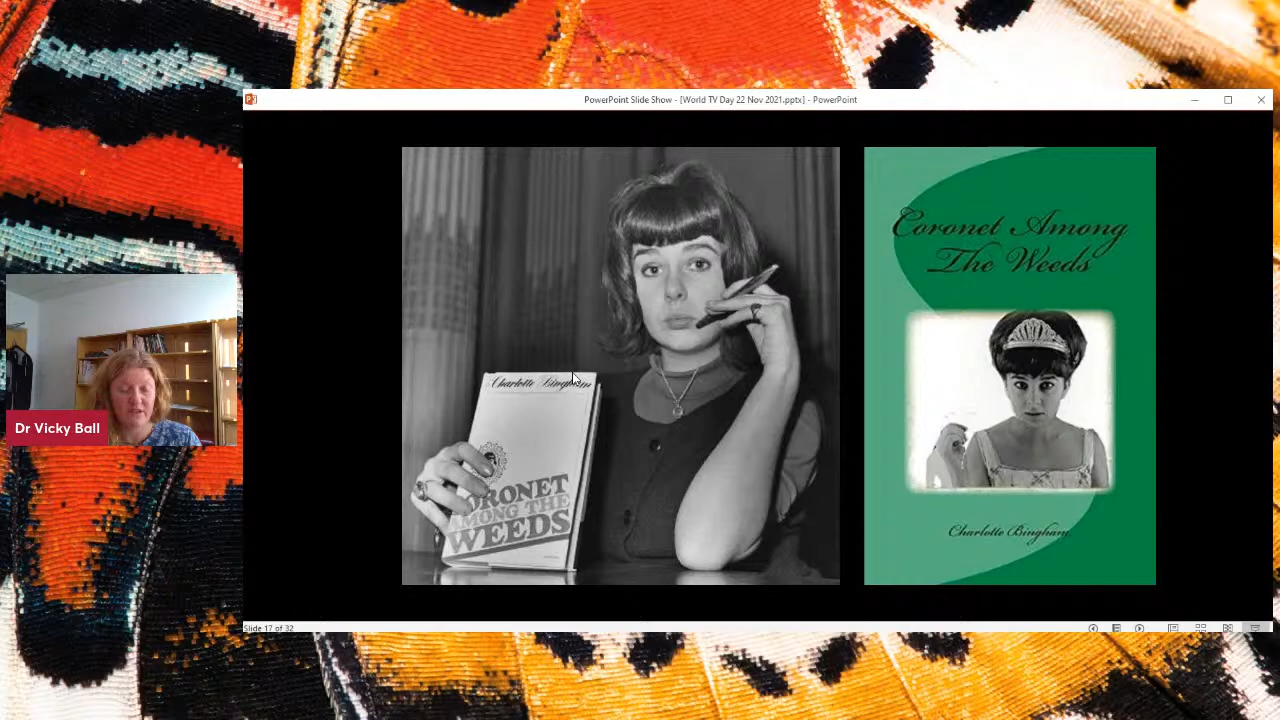 PowerPoint Slide Show - [World TV Day 22 Nov 2021.pptx] - PowerPoint
Dr Vicky Ball
Charlotte Bingham
CORONET
AMONG THE
WEEDS
Coronet Among
The Weeds
Charlotte Bingham
Slide 17 of 32